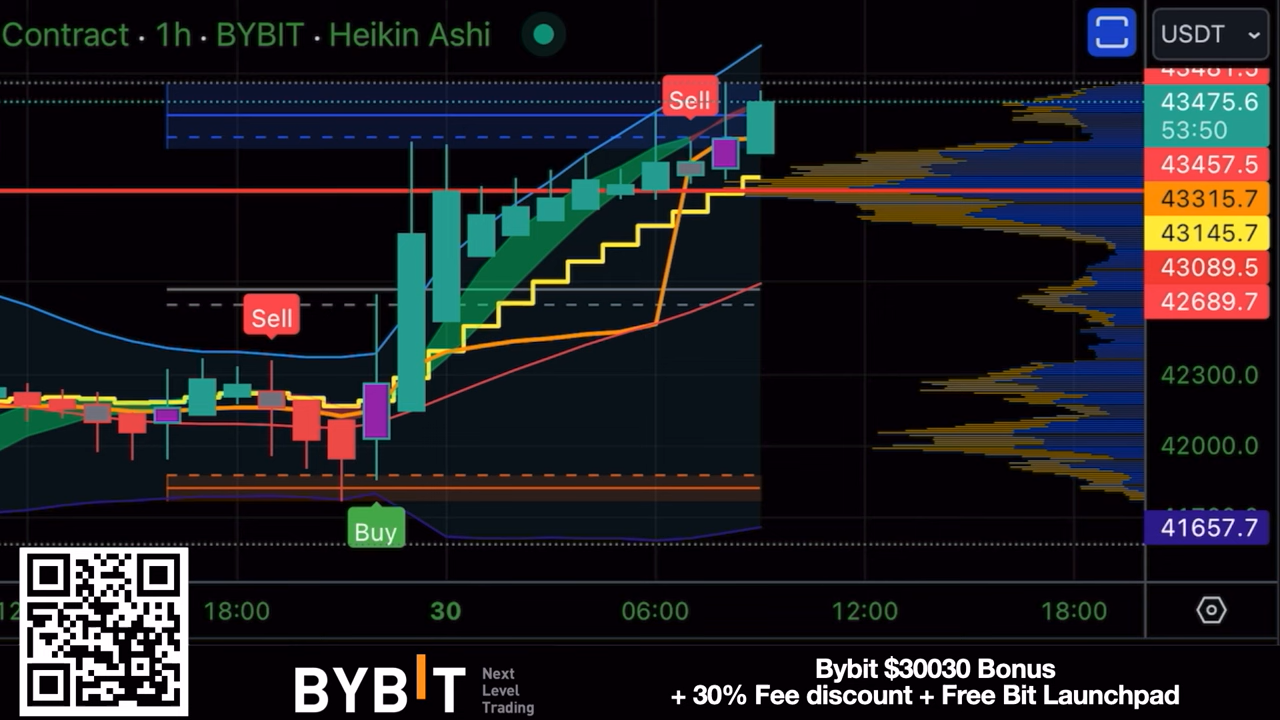 Contract · 1h · BYBIT · Heikin Ashi
USDT
43481.5
Sell
43475.6
53:50
43457.5
43315.7
43145.7
43089.5
42689.7
Sell
42300.0
42000.0
Buy
41657.7
18:00
30
06:00
12:00
18:00
BYBIT
Next
Level
Trading
Bybit $30030 Bonus
+ 30% Fee discount + Free Bit Launchpad